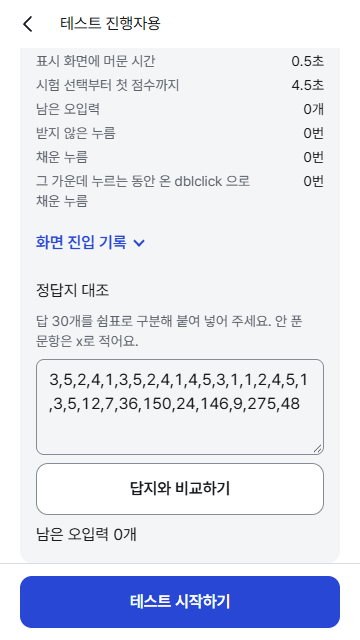 테스트 진행자용
표시 화면에 머문 시간 0.5초
시험 선택부터 첫 점수까지 4.5초
남은 오입력 0개
받지 않은 누름 0번
채운 누름 0번
그 가운데 누르는 동안 온 dblclick 으로 0번
채운 누름
화면 진입 기록
정답지 대조
답 30개를 쉼표로 구분해 붙여 넣어 주세요. 안 푼
문항은 x로 적어요.
3,5,2,4,1,3,5,2,4,1,4,5,3,1,1,2,4,5,1
,3,5,12,7,36,150,24,146,9,275,48
답지와 비교하기
남은 오입력 0개
테스트 시작하기